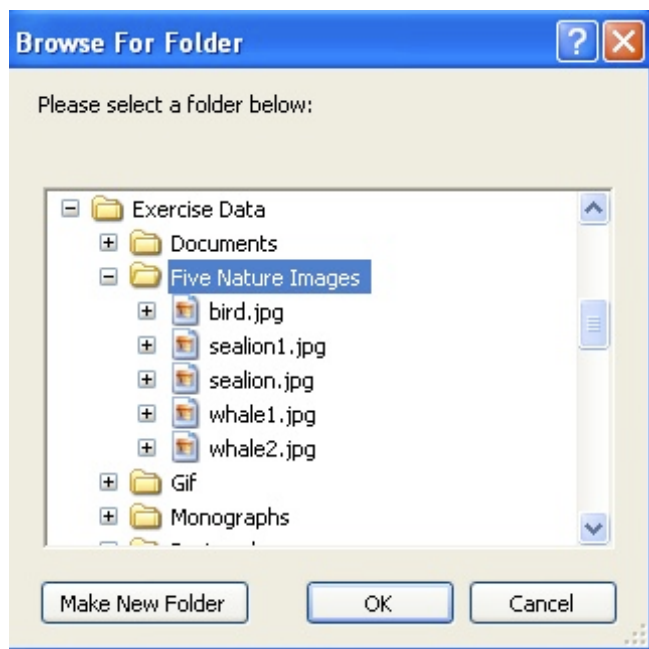 Browse For Folder
Please select a folder below:
Exercise Data
Documents
Five Nature Images
bird.jpg
sealion1.jpg
sealion.jpg
whale1.jpg
whale2.jpg
Gif
Monographs
Make New Folder OK Cancel